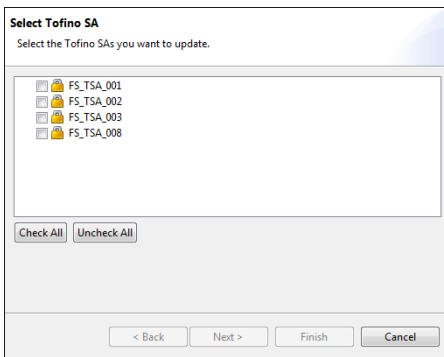 Select Tofino SA
Select the Tofino SAs you want to update.
FS_TSA_001
FS_TSA_002
FS_TSA_003
FS_TSA_008
Check All Uncheck All
< Back Next > Finish Cancel